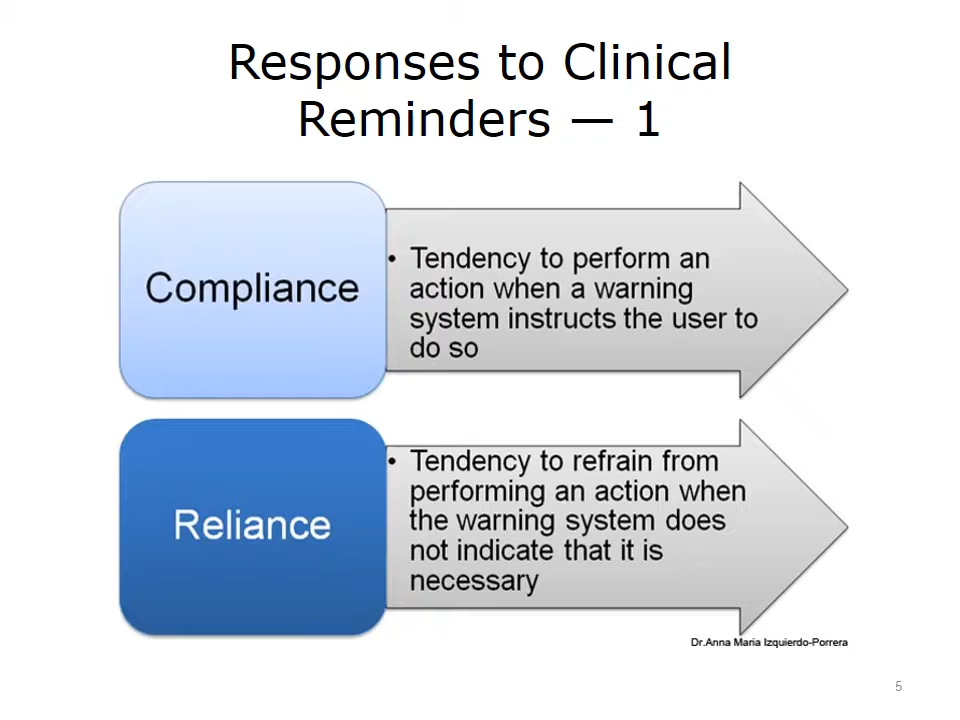 Responses to Clinical
Reminders — 1
Compliance
• Tendency to perform an
action when a warning
system instructs the user to
do so
Reliance
• Tendency to refrain from
performing an action when
the warning system does
not indicate that it is
necessary
Dr.Anna Maria Izquierdo-Porrera
5